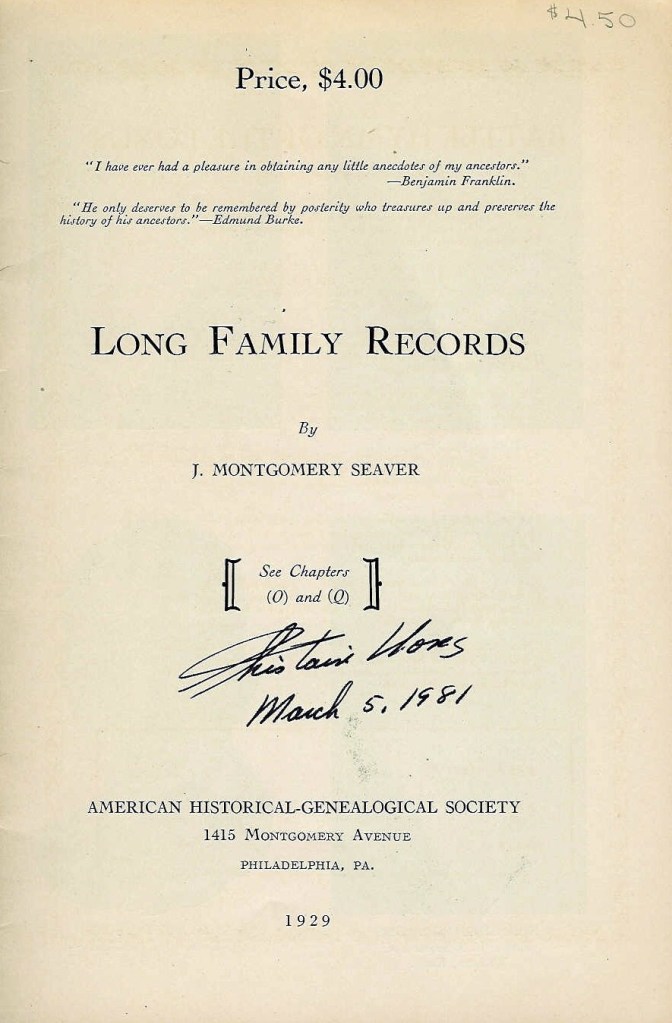 $4.50
Price, $4.00
"I have ever had a pleasure in obtaining any little anecdotes of my ancestors."
—Benjamin Franklin.
"He only deserves to be remembered by posterity who treasures up and preserves the
history of his ancestors."—Edmund Burke.
LONG FAMILY RECORDS
By
J. MONTGOMERY SEAVER
[ See Chapters
(O) and (Q) ]
March 5, 1981
AMERICAN HISTORICAL-GENEALOGICAL SOCIETY
1415 MONTGOMERY AVENUE
PHILADELPHIA, PA.
1929